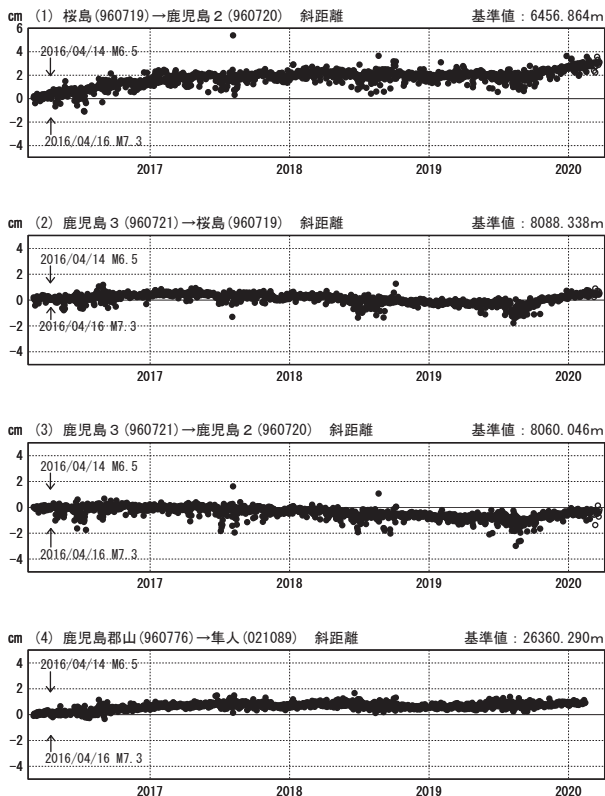 cm (1) 桜島(960719)→鹿児島2(960720) 斜距離 基準値:6456.864m
6
2016/04/14 M6.5
4
2
0
-2
2016/04/16 M7.3
-4
2017 2018 2019 2020
cm (2) 鹿児島3(960721)→桜島(960719) 斜距離 基準値:8088.338m
4
2016/04/14 M6.5
2
0
2016/04/16 M7.3
-2
-4
2017 2018 2019 2020
cm (3) 鹿児島3(960721)→鹿児島2(960720) 斜距離 基準値:8060.046m
4
2016/04/14 M6.5
2
0
-2
2016/04/16 M7.3
-4
2017 2018 2019 2020
cm (4) 鹿児島郡山(960776)→隼人(021089) 斜距離 基準値:26360.290m
4
2016/04/14 M6.5
2
0
-2
2016/04/16 M7.3
-4
2017 2018 2019 2020